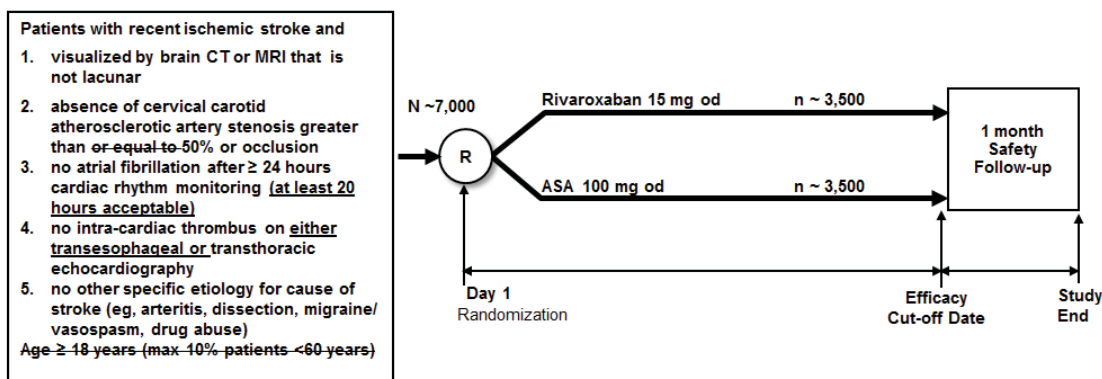 Patients with recent ischemic stroke and
1. visualized by brain CT or MRI that is
not lacunar
2. absence of cervical carotid
atherosclerotic artery stenosis greater
than or equal to 50% or occlusion
3. no atrial fibrillation after ≥ 24 hours
cardiac rhythm monitoring (at least 20
hours acceptable)
4. no intra-cardiac thrombus on either
transesophageal or transthoracic
echocardiography
5. no other specific etiology for cause of
stroke (eg, arteritis, dissection, migraine/
vasospasm, drug abuse)
Age ≥ 18 years (max 10% patients <60 years)
N ~7,000
R
Rivaroxaban 15 mg od n ~ 3,500
ASA 100 mg od n ~ 3,500
1 month
Safety
Follow-up
Day 1
Randomization
Efficacy
Cut-off Date
Study
End